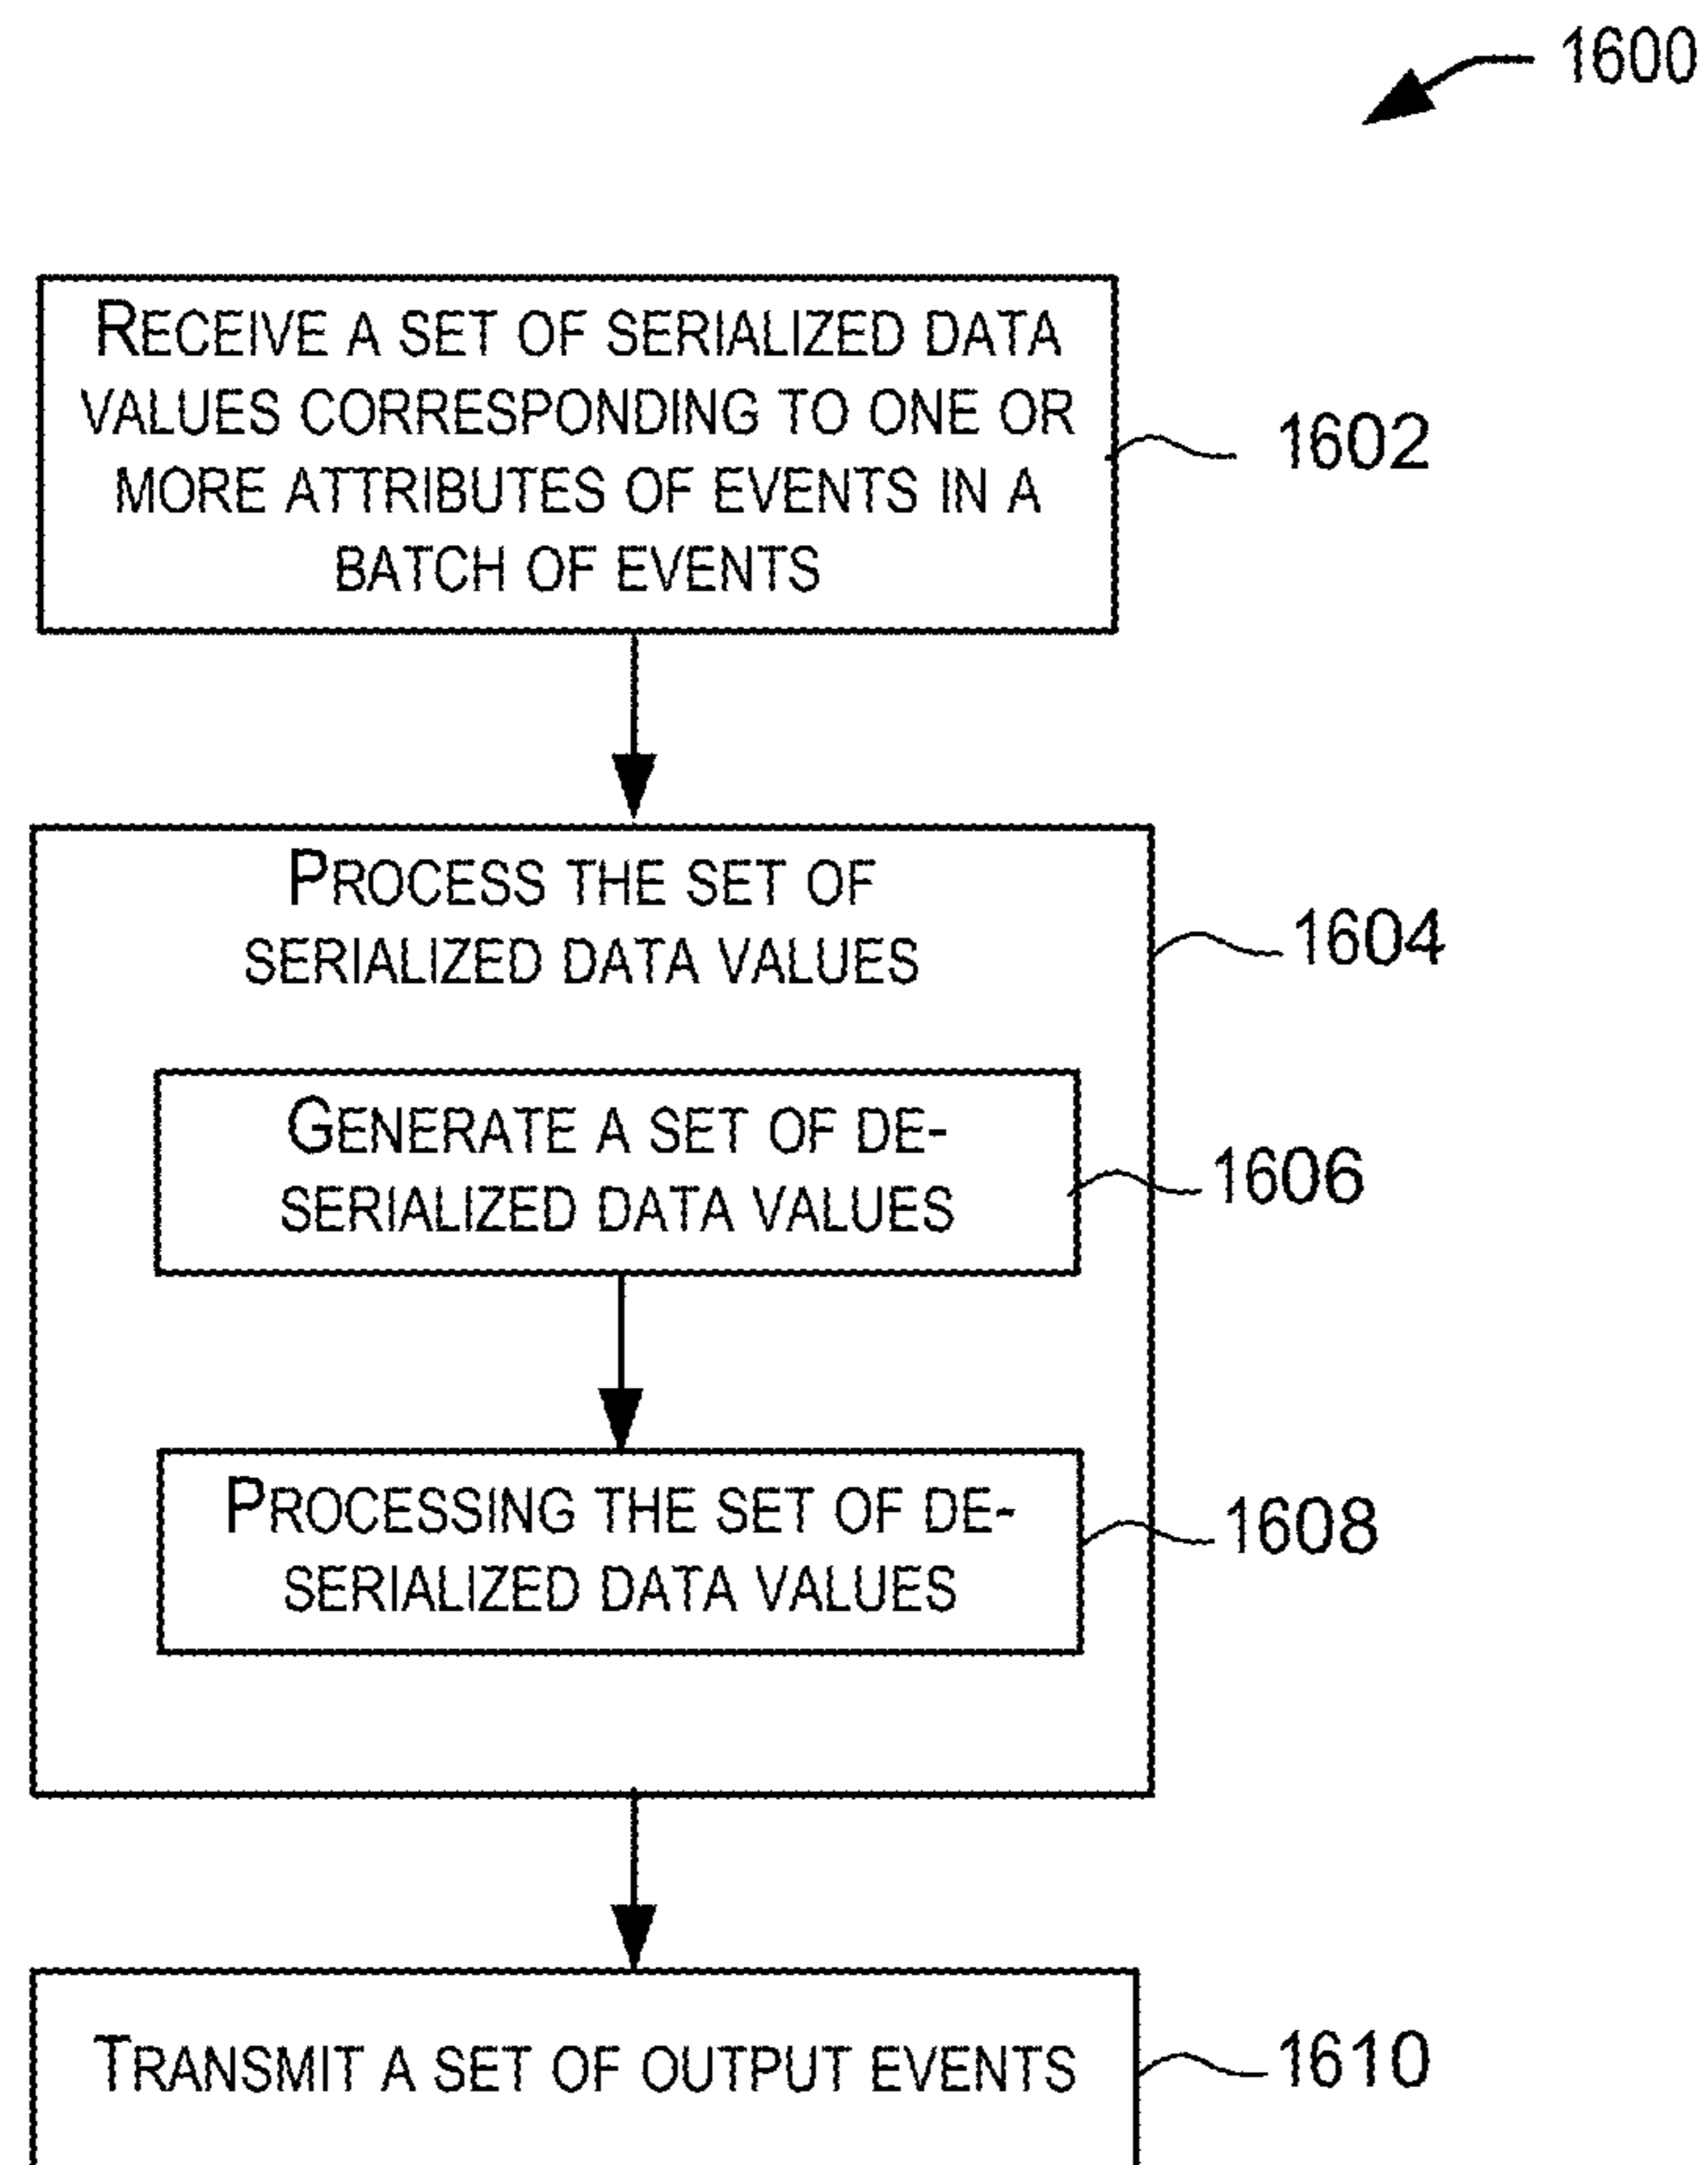 1600
RECEIVE A SET OF SERIALIZED DATA
VALUES CORRESPONDING TO ONE OR
MORE ATTRIBUTES OF EVENTS IN A
BATCH OF EVENTS
1602
PROCESS THE SET OF
SERIALIZED DATA VALUES
1604
GENERATE A SET OF DE-
SERIALIZED DATA VALUES
1606
PROCESSING THE SET OF DE-
SERIALIZED DATA VALUES
1608
TRANSMIT A SET OF OUTPUT EVENTS
1610